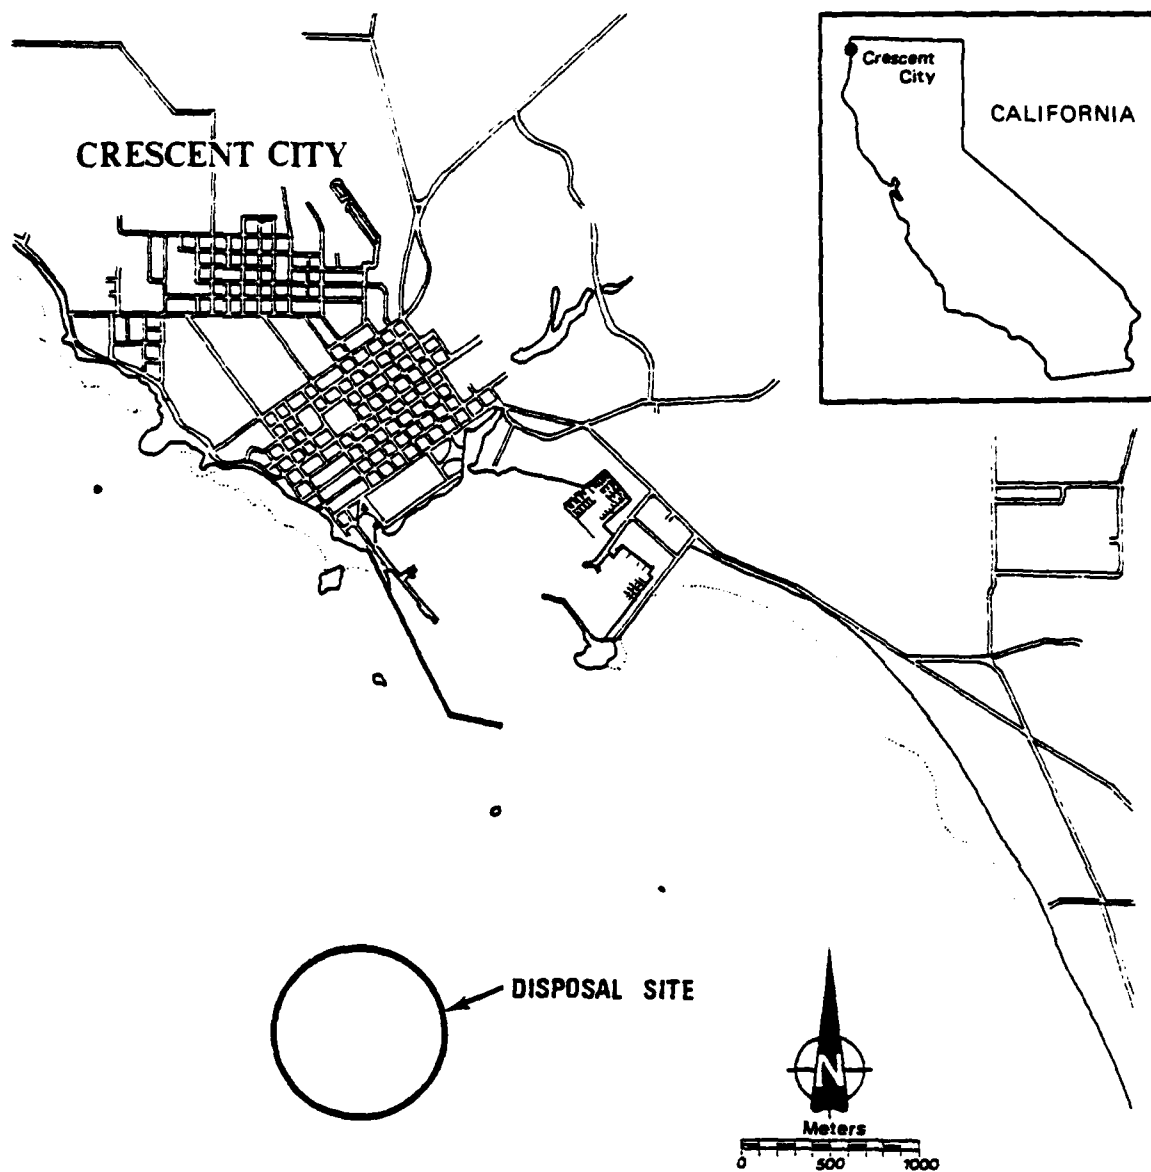 Crescent
City
CALIFORNIA
CRESCENT CITY
DISPOSAL SITE
N
Meters
0 500 1000